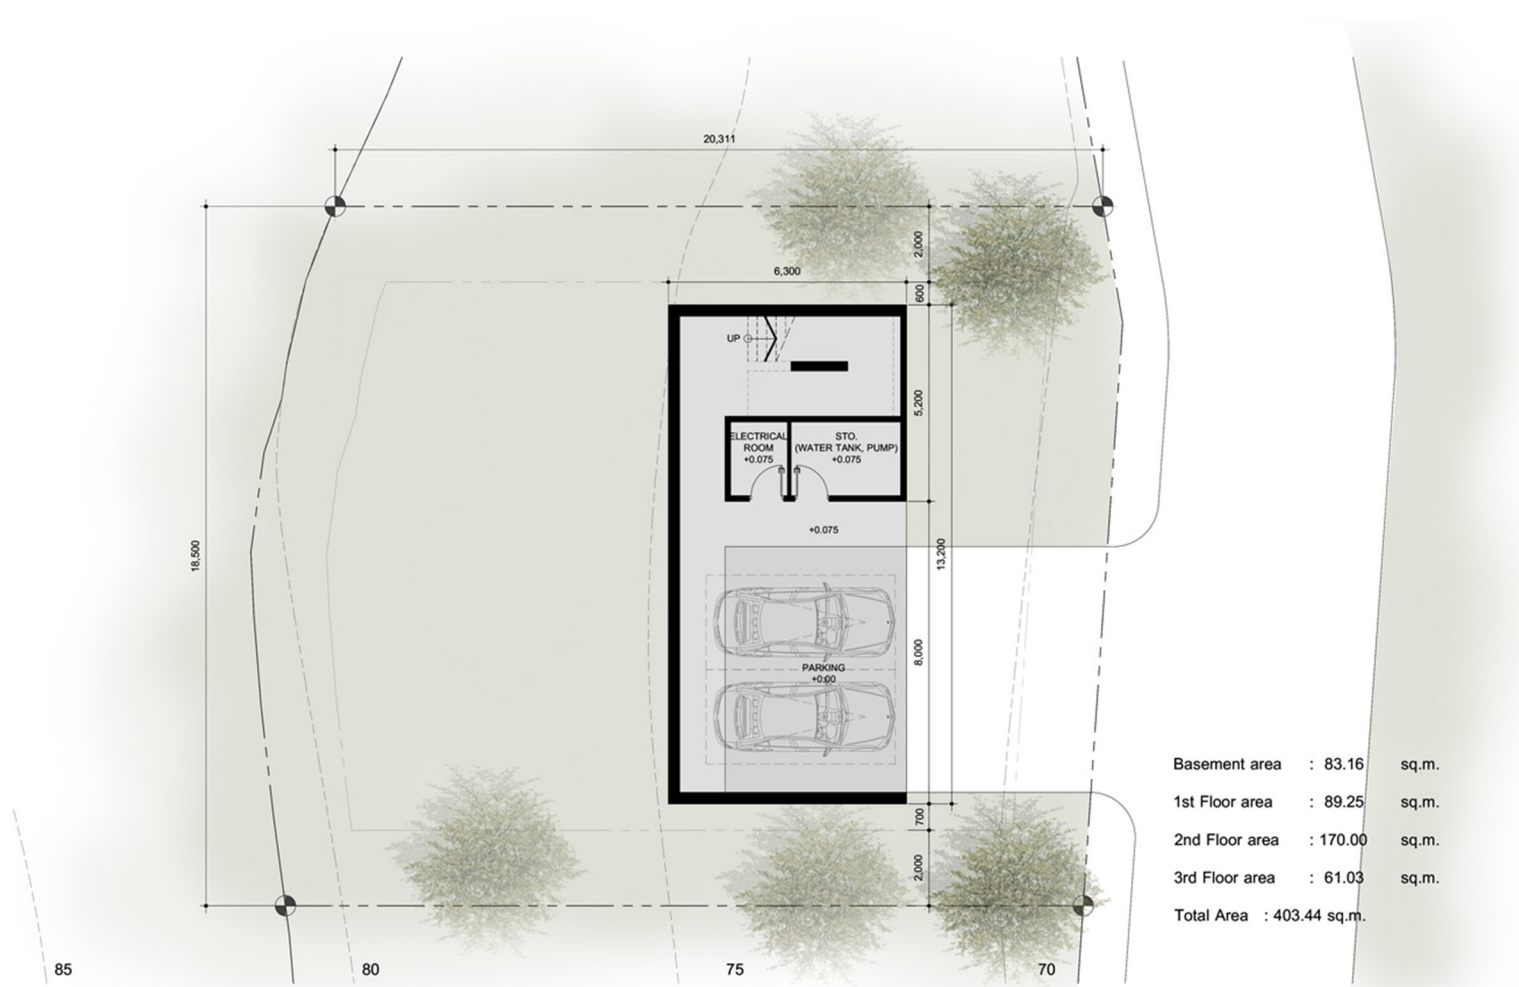 20,311
2,000
6,300
600
UP
5,200
ELECTRICAL
ROOM
+0.075
STO.
(WATER TANK, PUMP)
+0.075
+0.075
18,500
13,200
8,000
PARKING
+0.00
700
2,000
Basement area : 83.16 sq.m.
1st Floor area : 89.25 sq.m.
2nd Floor area : 170.00 sq.m.
3rd Floor area : 61.03 sq.m.
Total Area : 403.44 sq.m.
85 80 75 70